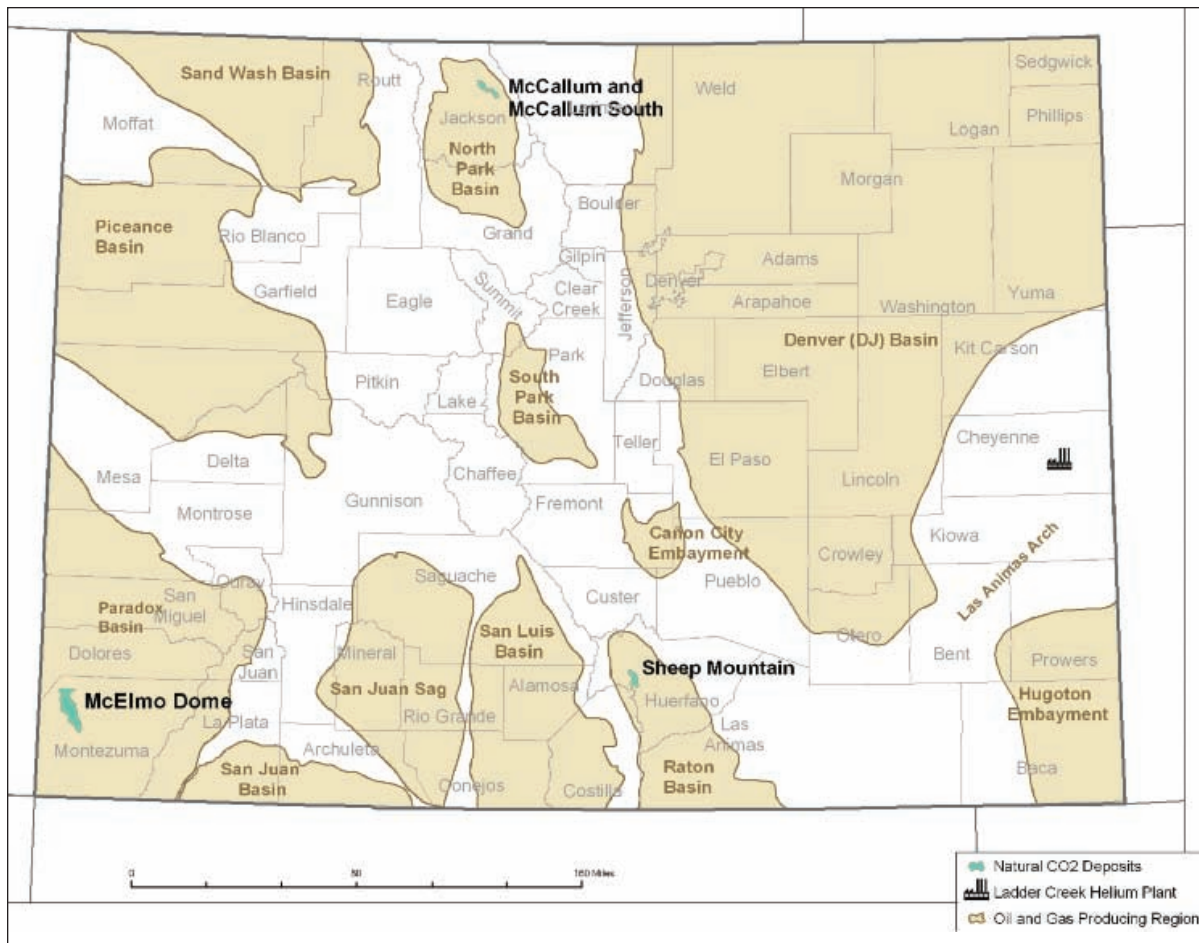 Sand Wash Basin
Routt
McCallum and
McCallum South
Weld
Sedgwick
Phillips
Logan
Moffat
Jackson
North
Park
Basin
Morgan
Boulder
Piceance
Basin
Rio Blanco
Grand
Gilpin
Clear
Creek
Jefferson
Denver
Adams
Arapahoe
Washington
Yuma
Garfield
Eagle
Summit
Denver (DJ) Basin
Kit Carson
Park
South
Park
Basin
Pitkin
Lake
Douglas
Elbert
Teller
Cheyenne
Mesa
Delta
Chaffee
El Paso
Lincoln
Gunnison
Fremont
Montrose
Cañon City
Embayment
Crowley
Kiowa
Las Animas Arch
Ouray
Saguache
Pueblo
San
Miguel
Hinsdale
Custer
Paradox
Basin
San Luis
Basin
Otero
Bent
Prowers
Dolores
San
Juan
Mineral
Sheep Mountain
San Juan Sag
Alamosa
Huerfano
McElmo Dome
La Plata
Rio Grande
Las
Animas
Hugoton
Embayment
Montezuma
Archuleta
San Juan
Basin
Conejos
Costilla
Raton
Basin
Baca
0
80
160 Miles
Natural CO2 Deposits
Ladder Creek Helium Plant
Oil and Gas Producing Region